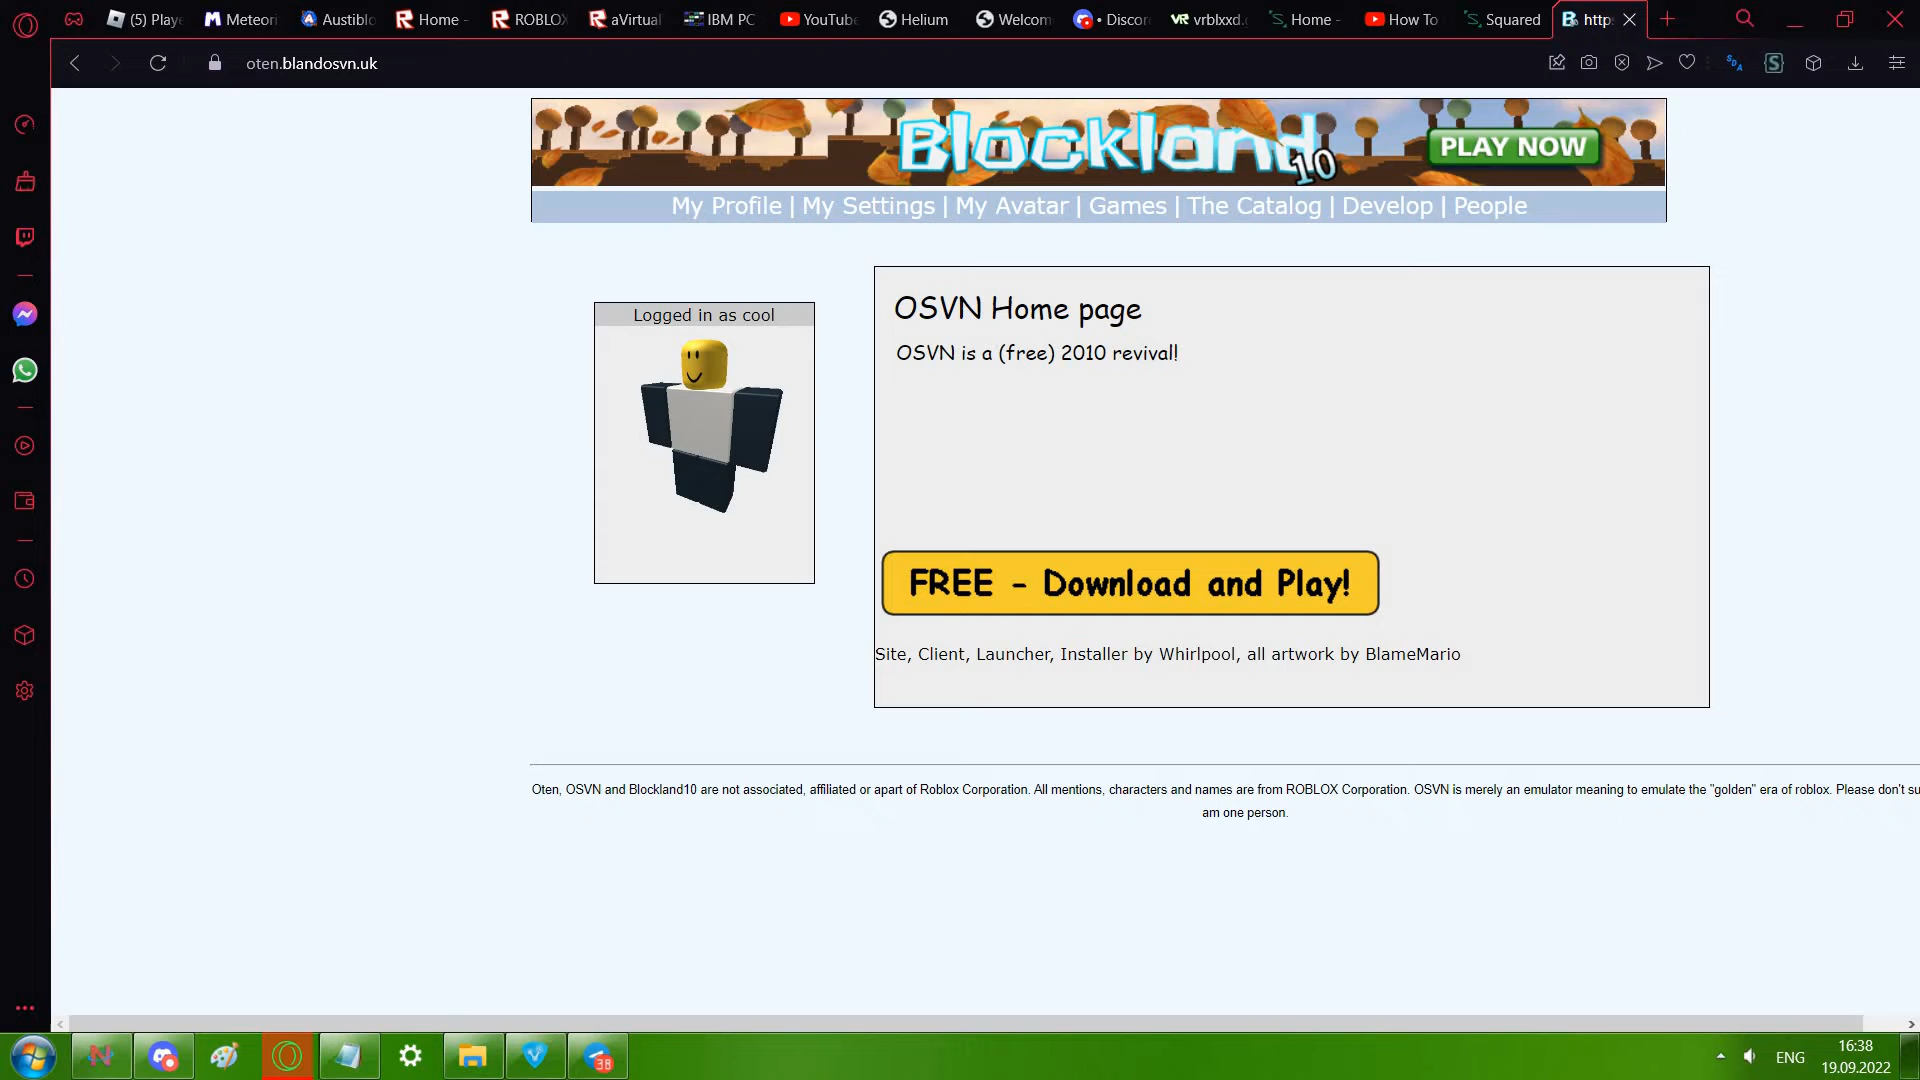 (5) Playe
Meteori
Austiblo
Home -
ROBLOX
aVirtual
IBM PC
YouTube
Helium
Welcom
• Discor
VR vrblxxd.
Home -
How To
Squared
http
oten.blandosvn.uk
Blockland
10
PLAY NOW
My Profile | My Settings | My Avatar | Games | The Catalog | Develop | People
Logged in as cool
OSVN Home page
OSVN is a (free) 2010 revival!
FREE - Download and Play!
Site, Client, Launcher, Installer by Whirlpool, all artwork by BlameMario
Oten, OSVN and Blockland10 are not associated, affiliated or apart of Roblox Corporation. All mentions, characters and names are from ROBLOX Corporation. OSVN is merely an emulator meaning to emulate the "golden" era of roblox. Please don't su
am one person.
38
ENG
16:38
19.09.2022